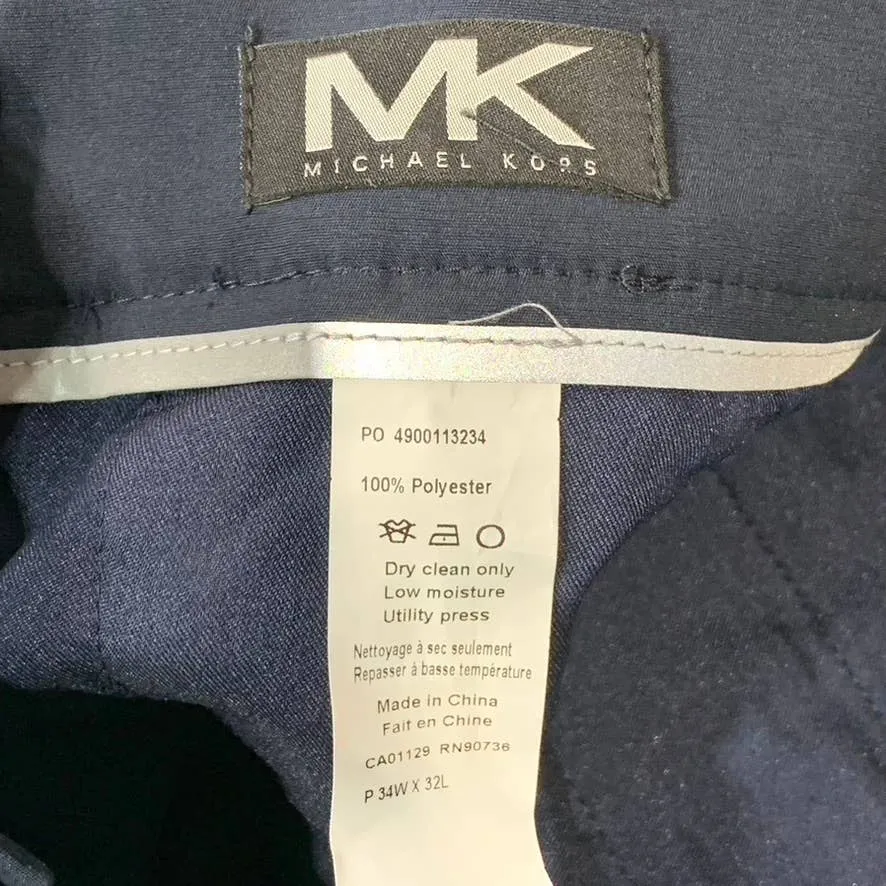 MK
MICHAEL KORS
PO 4900113234
100% Polyester
Dry clean only
Low moisture
Utility press
Nettoyage à sec seulement
Repasser à basse température
Made in China
Fait en Chine
CA01129 RN90736
P 34W X 32L